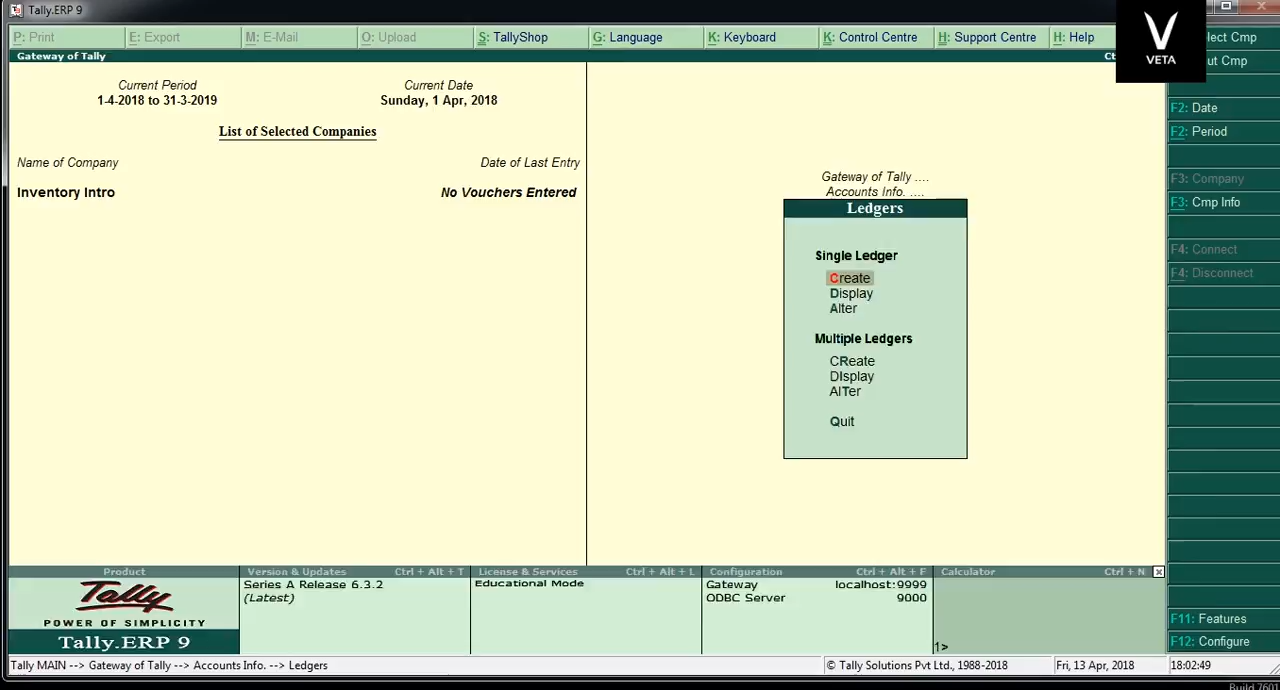 Tally.ERP 9
P: Print
E: Export
M: E-Mail
O: Upload
S: TallyShop
G: Language
K: Keyboard
K: Control Centre
H: Support Centre
H: Help
lect Cmp
ut Cmp
V
VETA
Gateway of Tally
Ct
Current Period
1-4-2018 to 31-3-2019
Current Date
Sunday, 1 Apr, 2018
List of Selected Companies
Name of Company
Date of Last Entry
Inventory Intro
No Vouchers Entered
Gateway of Tally ....
Accounts Info. ....
Ledgers
Single Ledger
Create
Display
Alter
Multiple Ledgers
CReate
DIsplay
AlTer
Quit
F2: Date
F2: Period
F3: Company
F3: Cmp Info
F4: Connect
F4: Disconnect
F11: Features
F12: Configure
Product
Tally
POWER OF SIMPLICITY
Tally.ERP 9
Version & Updates Ctrl + Alt + T
Series A Release 6.3.2
(Latest)
License & Services Ctrl + Alt + L
Educational Mode
Configuration Ctrl + Alt + F
Gateway localhost:9999
ODBC Server 9000
Calculator Ctrl + N x
1>
Tally MAIN --> Gateway of Tally --> Accounts Info. --> Ledgers
© Tally Solutions Pvt Ltd., 1988-2018
Fri, 13 Apr, 2018
18:02:49
Build 7601